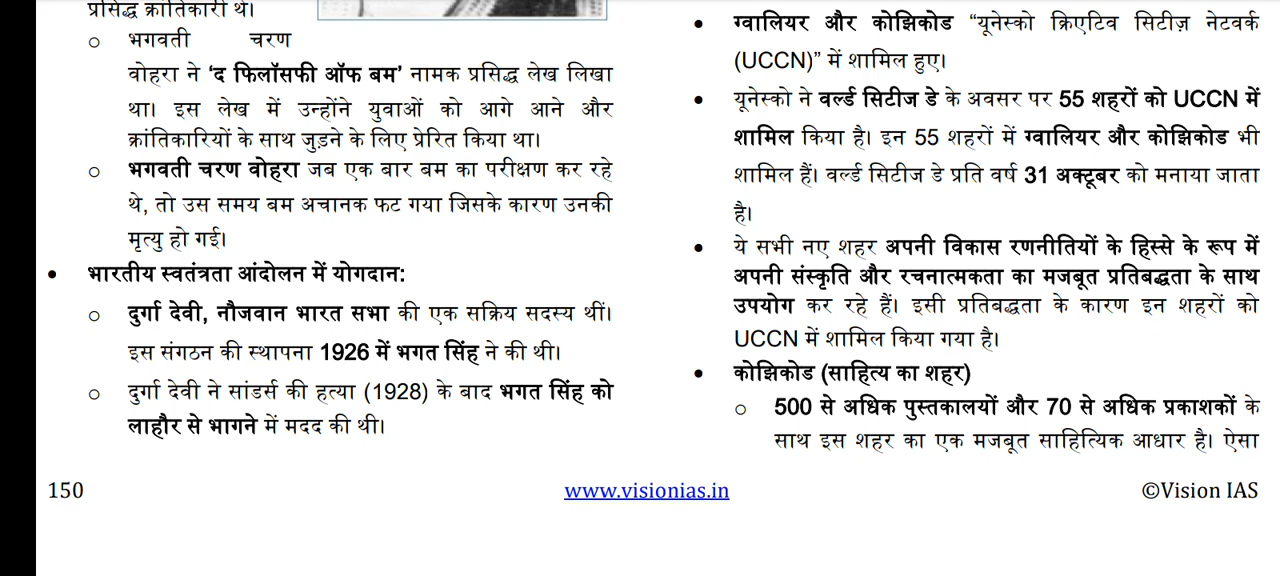 प्रसिद्ध क्रांतिकारी थे।
o भगवती चरण
वोहरा ने ‘द फिलॉसफी ऑफ बम’ नामक प्रसिद्ध लेख लिखा
था। इस लेख में उन्होंने युवाओं को आगे आने और
क्रांतिकारियों के साथ जुड़ने के लिए प्रेरित किया था।
o भगवती चरण वोहरा जब एक बार बम का परीक्षण कर रहे
थे, तो उस समय बम अचानक फट गया जिसके कारण उनकी
मृत्यु हो गई।
• भारतीय स्वतंत्रता आंदोलन में योगदान:
o दुर्गा देवी, नौजवान भारत सभा की एक सक्रिय सदस्य थीं।
इस संगठन की स्थापना 1926 में भगत सिंह ने की थी।
o दुर्गा देवी ने सांडर्स की हत्या (1928) के बाद भगत सिंह को
लाहौर से भागने में मदद की थी।
• ग्वालियर और कोझिकोड “यूनेस्को क्रिएटिव सिटीज़ नेटवर्क
(UCCN)” में शामिल हुए।
• यूनेस्को ने वर्ल्ड सिटीज डे के अवसर पर 55 शहरों को UCCN में
शामिल किया है। इन 55 शहरों में ग्वालियर और कोझिकोड भी
शामिल हैं। वर्ल्ड सिटीज डे प्रति वर्ष 31 अक्टूबर को मनाया जाता
है।
• ये सभी नए शहर अपनी विकास रणनीतियों के हिस्से के रूप में
अपनी संस्कृति और रचनात्मकता का मजबूत प्रतिबद्धता के साथ
उपयोग कर रहे हैं। इसी प्रतिबद्धता के कारण इन शहरों को
UCCN में शामिल किया गया है।
• कोझिकोड (साहित्य का शहर)
o 500 से अधिक पुस्तकालयों और 70 से अधिक प्रकाशकों के
साथ इस शहर का एक मजबूत साहित्यिक आधार है। ऐसा
150 www.visionias.in ©Vision IAS